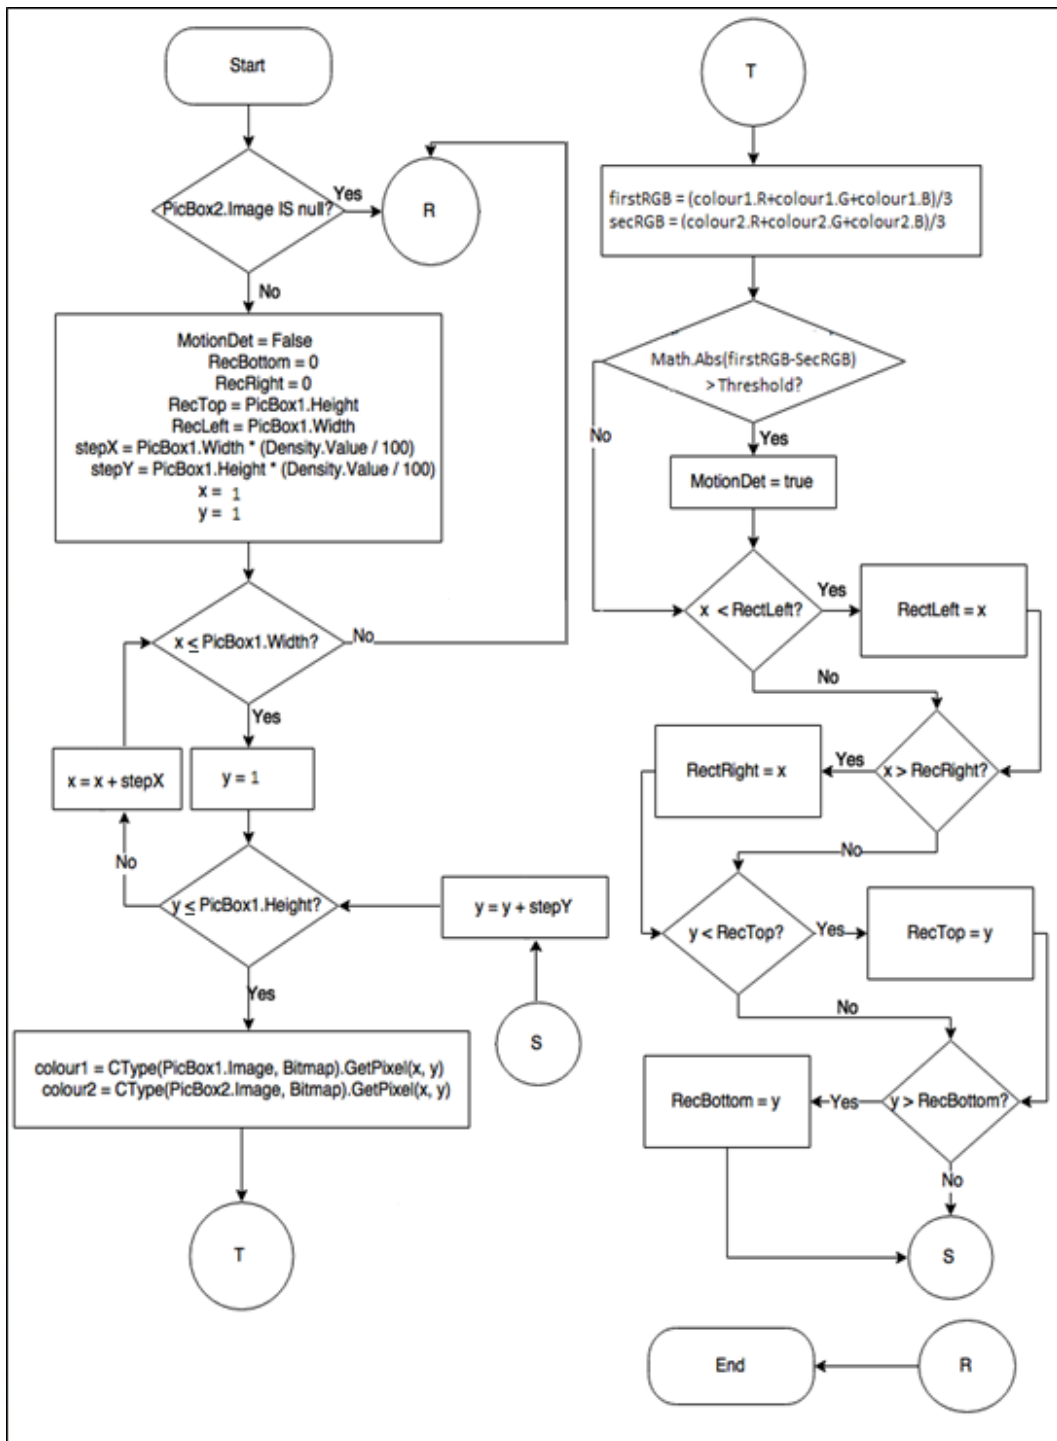 Start
PicBox2.Image IS null?
Yes
R
No
MotionDet = False
RecBottom = 0
RecRight = 0
RecTop = PicBox1.Height
RecLeft = PicBox1.Width
stepX = PicBox1.Width * (Density.Value / 100)
stepY = PicBox1.Height * (Density.Value / 100)
x = 1
y = 1
x ≤ PicBox1.Width?
No
Yes
x = x + stepX
y = 1
No
y ≤ PicBox1.Height?
y = y + stepY
Yes
S
colour1 = CType(PicBox1.Image, Bitmap).GetPixel(x, y)
colour2 = CType(PicBox2.Image, Bitmap).GetPixel(x, y)
T
T
firstRGB = (colour1.R+colour1.G+colour1.B)/3
secRGB = (colour2.R+colour2.G+colour2.B)/3
Math.Abs(firstRGB-SecRGB)
> Threshold?
No
Yes
MotionDet = true
x < RectLeft?
Yes
RectLeft = x
No
x > RecRight?
Yes
RectRight = x
No
y < RecTop?
Yes
RecTop = y
No
y > RecBottom?
Yes
RecBottom = y
No
S
R
End